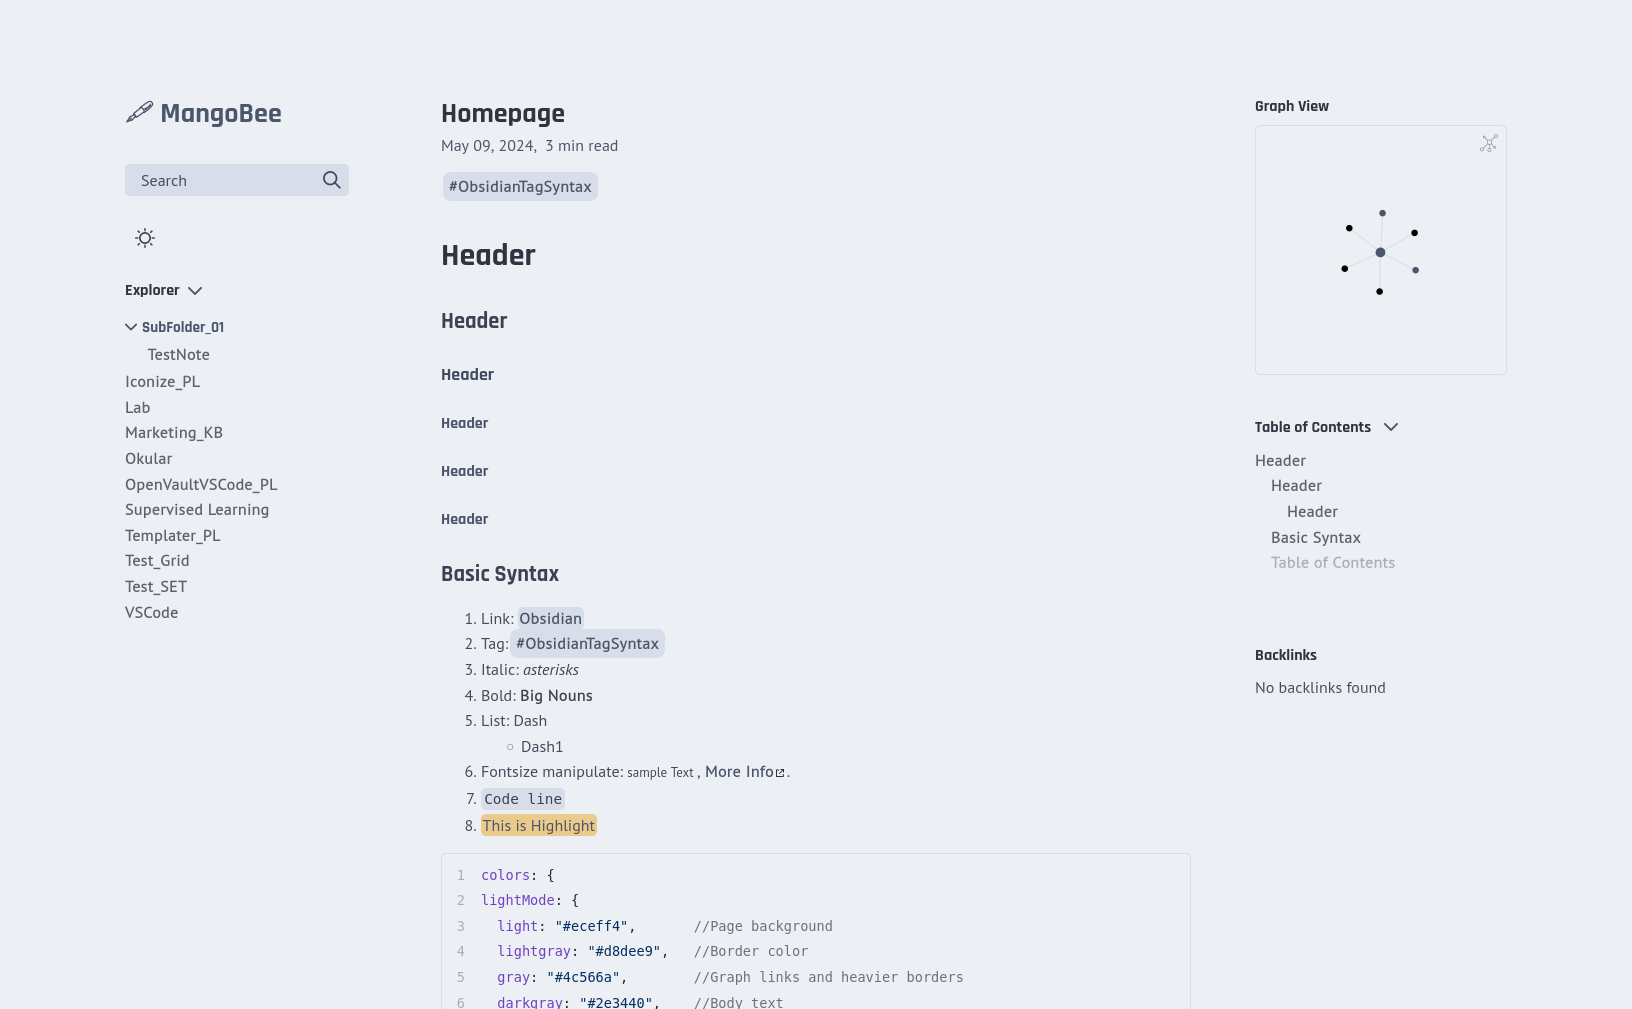 MangoBee
Search
Explorer
SubFolder_01
TestNote
Iconize_PL
Lab
Marketing_KB
Okular
OpenVaultVSCode_PL
Supervised Learning
Templater_PL
Test_Grid
Test_SET
VSCode
Homepage
May 09, 2024, 3 min read
#ObsidianTagSyntax
Header
Header
Header
Header
Header
Header
Basic Syntax
1. Link: Obsidian
2. Tag: #ObsidianTagSyntax
3. Italic: asterisks
4. Bold: Big Nouns
5. List: Dash
○ Dash1
6. Fontsize manipulate: sample Text , More Info.
7. Code line
8. This is Highlight
1 colors: {
2 lightMode: {
3 light: "#eceff4", //Page background
4 lightgray: "#d8dee9", //Border color
5 gray: "#4c566a", //Graph links and heavier borders
6 darkgray: "#2e3440", //Body text
Graph View
Table of Contents
Header
Header
Header
Basic Syntax
Table of Contents
Backlinks
No backlinks found